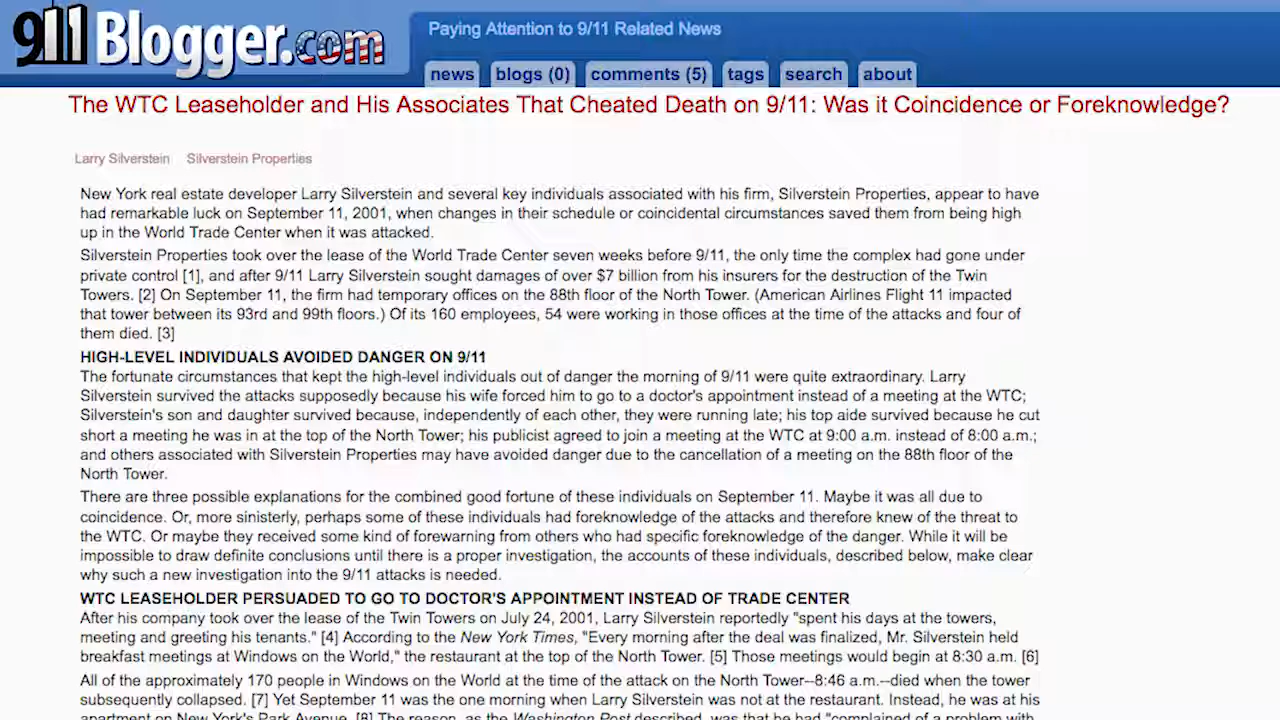 911Blogger.com
Paying Attention to 9/11 Related News
news blogs (0) comments (5) tags search about
The WTC Leaseholder and His Associates That Cheated Death on 9/11: Was it Coincidence or Foreknowledge?
Larry Silverstein Silverstein Properties
New York real estate developer Larry Silverstein and several key individuals associated with his firm, Silverstein Properties, appear to have
had remarkable luck on September 11, 2001, when changes in their schedule or coincidental circumstances saved them from being high
up in the World Trade Center when it was attacked.
Silverstein Properties took over the lease of the World Trade Center seven weeks before 9/11, the only time the complex had gone under
private control [1], and after 9/11 Larry Silverstein sought damages of over $7 billion from his insurers for the destruction of the Twin
Towers. [2] On September 11, the firm had temporary offices on the 88th floor of the North Tower. (American Airlines Flight 11 impacted
that tower between its 93rd and 99th floors.) Of its 160 employees, 54 were working in those offices at the time of the attacks and four of
them died. [3]
HIGH-LEVEL INDIVIDUALS AVOIDED DANGER ON 9/11
The fortunate circumstances that kept the high-level individuals out of danger the morning of 9/11 were quite extraordinary. Larry
Silverstein survived the attacks supposedly because his wife forced him to go to a doctor's appointment instead of a meeting at the WTC;
Silverstein's son and daughter survived because, independently of each other, they were running late; his top aide survived because he cut
short a meeting he was in at the top of the North Tower; his publicist agreed to join a meeting at the WTC at 9:00 a.m. instead of 8:00 a.m.;
and others associated with Silverstein Properties may have avoided danger due to the cancellation of a meeting on the 88th floor of the
North Tower.
There are three possible explanations for the combined good fortune of these individuals on September 11. Maybe it was all due to
coincidence. Or, more sinisterly, perhaps some of these individuals had foreknowledge of the attacks and therefore knew of the threat to
the WTC. Or maybe they received some kind of forewarning from others who had specific foreknowledge of the danger. While it will be
impossible to draw definite conclusions until there is a proper investigation, the accounts of these individuals, described below, make clear
why such a new investigation into the 9/11 attacks is needed.
WTC LEASEHOLDER PERSUADED TO GO TO DOCTOR'S APPOINTMENT INSTEAD OF TRADE CENTER
After his company took over the lease of the Twin Towers on July 24, 2001, Larry Silverstein reportedly "spent his days at the towers,
meeting and greeting his tenants." [4] According to the New York Times, "Every morning after the deal was finalized, Mr. Silverstein held
breakfast meetings at Windows on the World," the restaurant at the top of the North Tower. [5] Those meetings would begin at 8:30 a.m. [6]
All of the approximately 170 people in Windows on the World at the time of the attack on the North Tower--8:46 a.m.--died when the tower
subsequently collapsed. [7] Yet September 11 was the one morning when Larry Silverstein was not at the restaurant. Instead, he was at his
apartment on New York's Park Avenue. [8] The reason, as the Washington Post described, was that he had "complained of a problem with